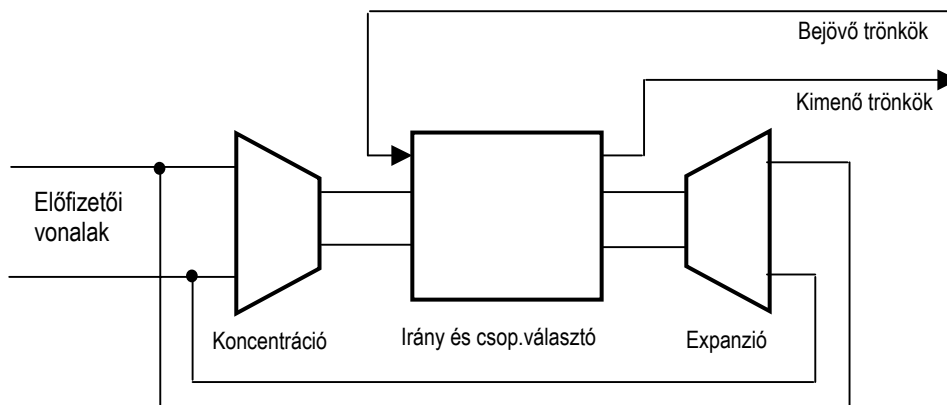 Bejövő trönkök
Kimenő trönkök
Előfizetői
vonalak
Koncentráció
Irány és csop.választó
Expanzió